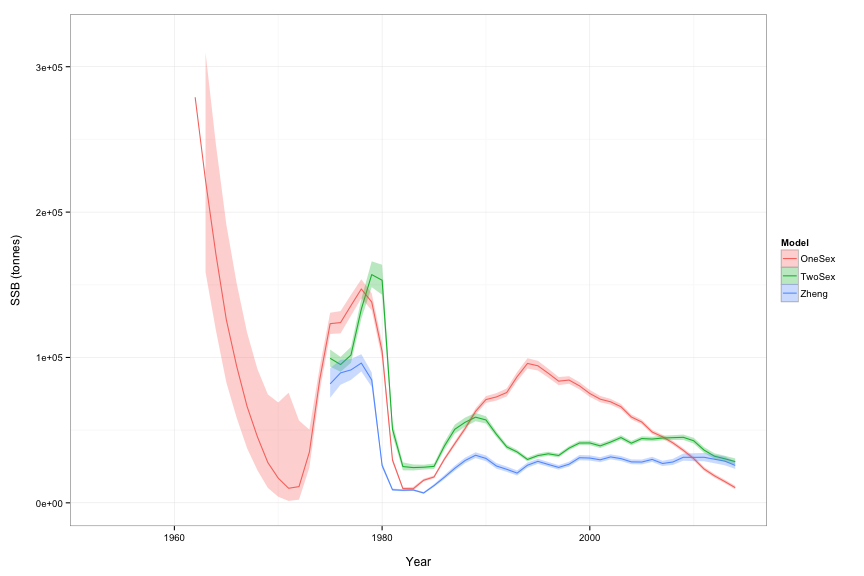 3e+05
2e+05
1e+05
0e+00
SSB (tonnes)
1960
1980
2000
Year
Model
OneSex
TwoSex
Zheng